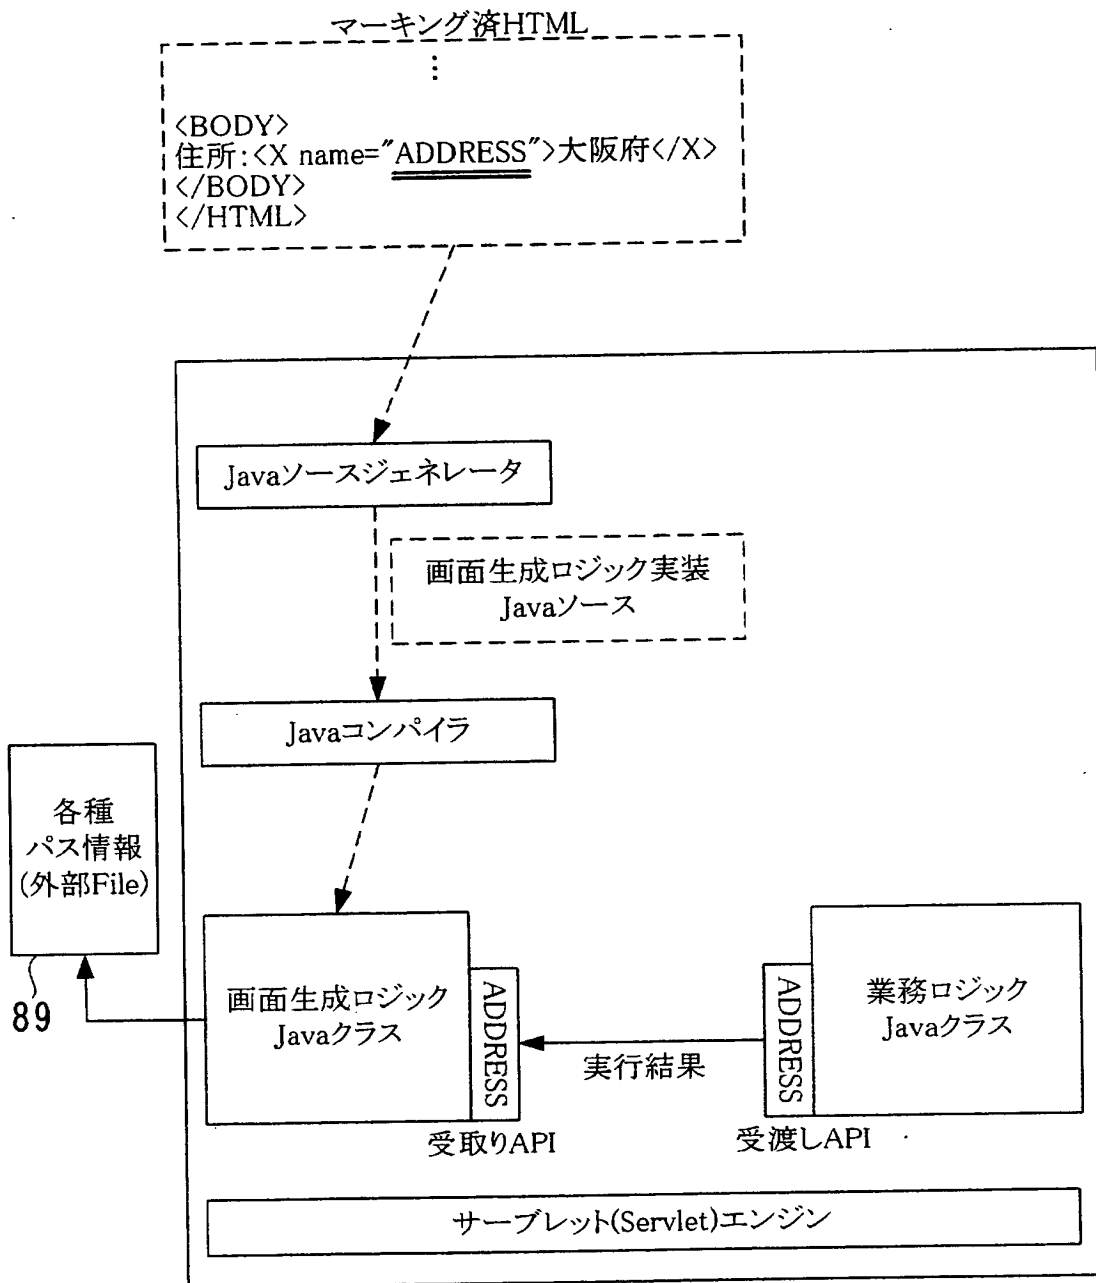 マーキング済HTML
⋮
<BODY>
住所:<X name="ADDRESS">大阪府</X>
</BODY>
</HTML>
Javaソースジェネレータ
画面生成ロジック実装
Javaソース
Javaコンパイラ
各種
パス情報
(外部File)
89
画面生成ロジック
Javaクラス
ADDRESS
受取りAPI
実行結果
ADDRESS
受渡しAPI
業務ロジック
Javaクラス
サーブレット(Servlet)エンジン